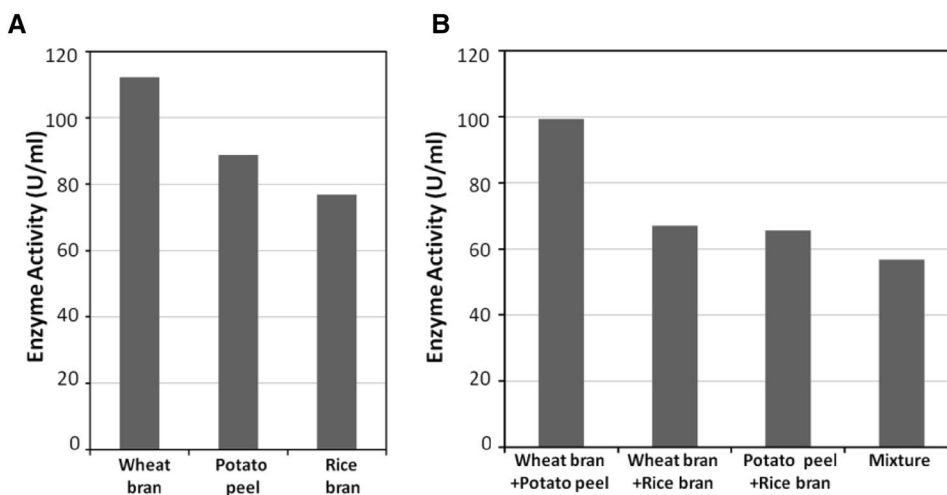 A
Enzyme Activity (U/ml)
120
100
80
60
40
20
0
Wheat bran
Potato peel
Rice bran
B
Enzyme Activity (U/ml)
120
100
80
60
40
20
0
Wheat bran
+Potato peel
Wheat bran
+Rice bran
Potato peel
+Rice bran
Mixture